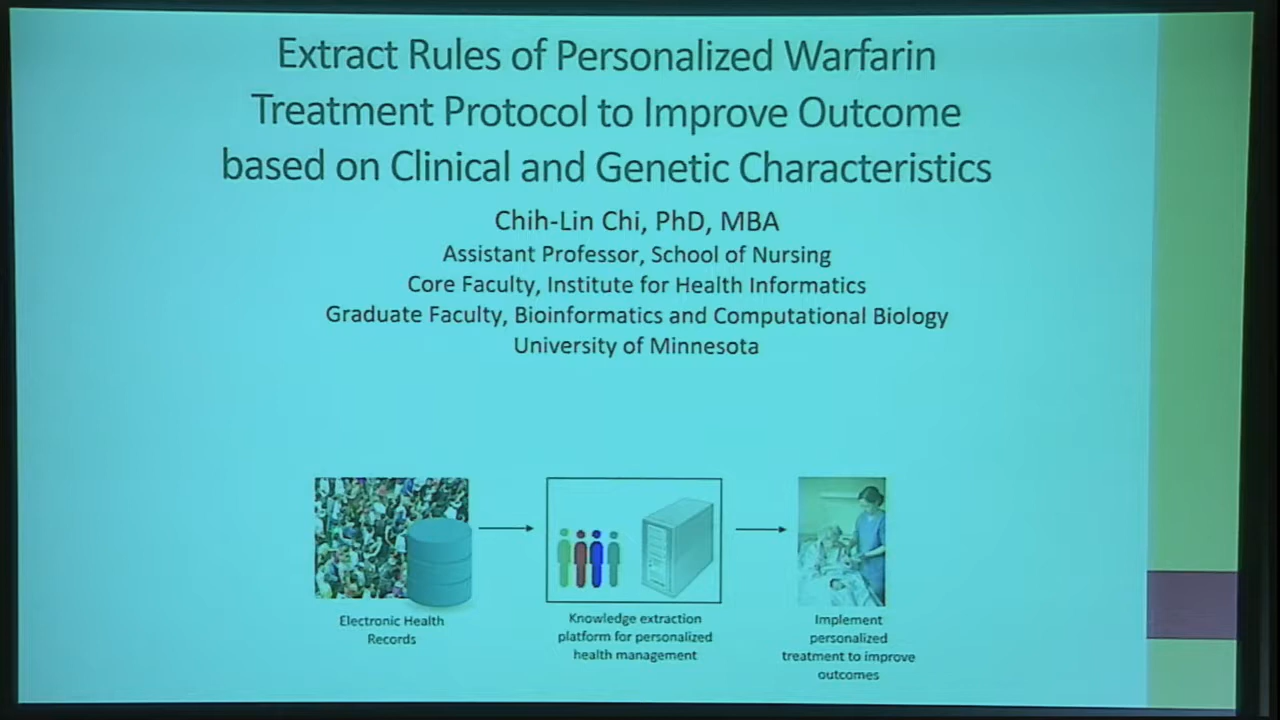 Extract Rules of Personalized Warfarin
Treatment Protocol to Improve Outcome
based on Clinical and Genetic Characteristics
Chih-Lin Chi, PhD, MBA
Assistant Professor, School of Nursing
Core Faculty, Institute for Health Informatics
Graduate Faculty, Bioinformatics and Computational Biology
University of Minnesota
Electronic Health
Records
Knowledge extraction
platform for personalized
health management
Implement
personalized
treatment to improve
outcomes